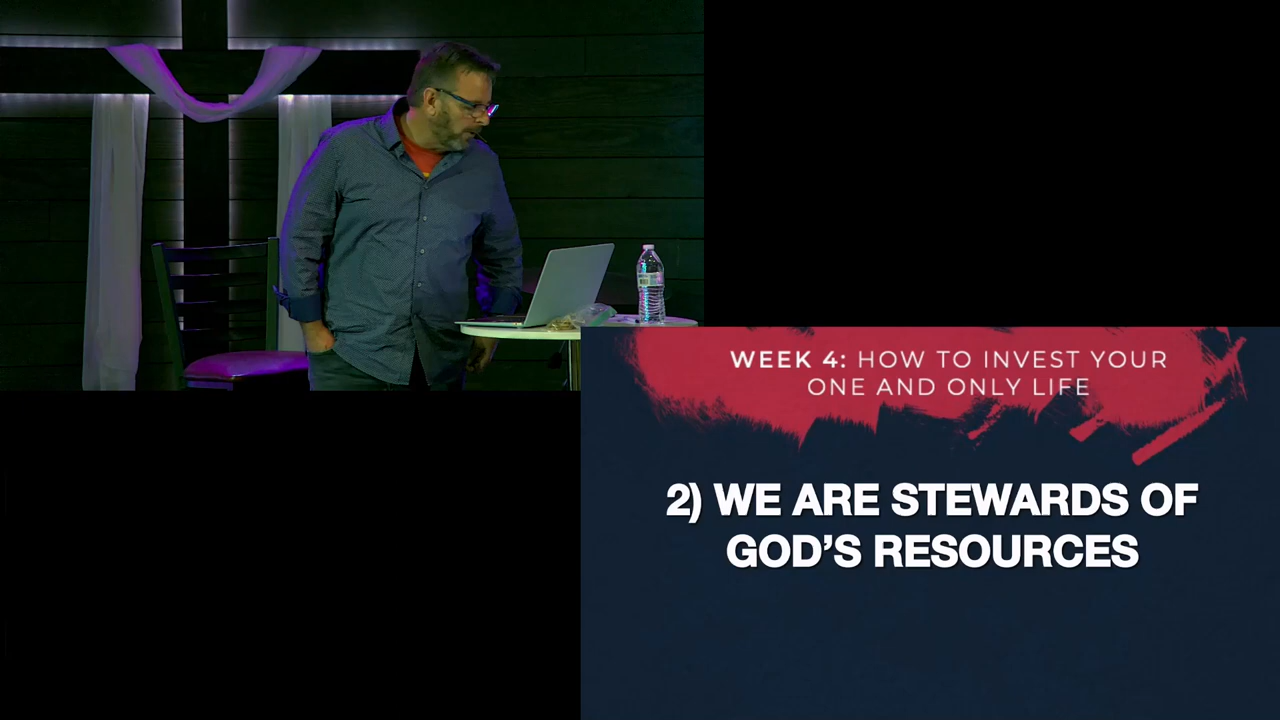 WEEK 4: HOW TO INVEST YOUR
ONE AND ONLY LIFE
2) WE ARE STEWARDS OF
GOD’S RESOURCES